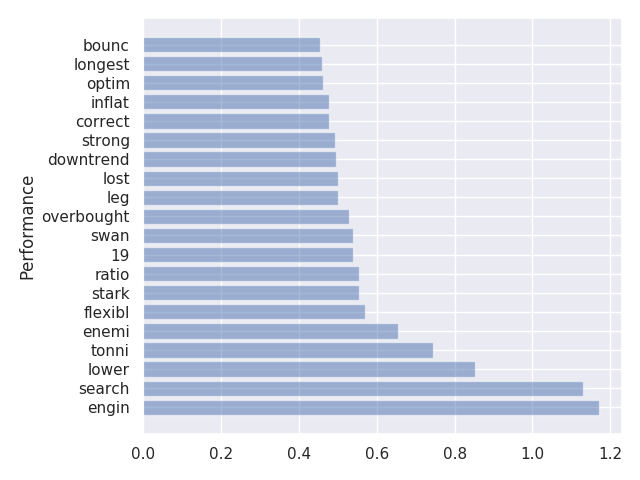 bounc
longest
optim
inflat
correct
strong
downtrend
lost
leg
overbought
swan
19
ratio
stark
flexibl
enemi
tonni
lower
search
engin
Performance
0.0 0.2 0.4 0.6 0.8 1.0 1.2